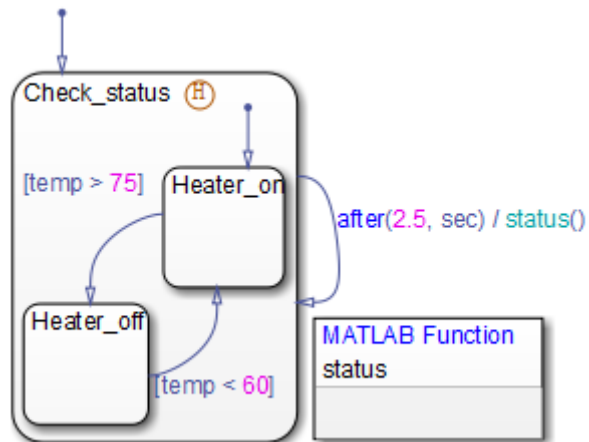 Check_status H
[temp > 75]
Heater_on
after(2.5, sec) / status()
Heater_off
[temp < 60]
MATLAB Function
status